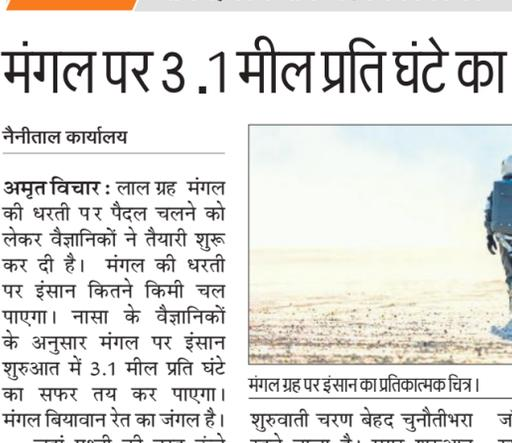 मंगल पर 3 .1 मील प्रति घंटे का
नैनीताल कार्यालय
अमृत विचार : लाल ग्रह मंगल
की धरती पर पैदल चलने को
लेकर वैज्ञानिकों ने तैयारी शुरू
कर दी है। मंगल की धरती
पर इंसान कितने किमी चल
पाएगा। नासा के वैज्ञानिकों
के अनुसार मंगल पर इंसान
शुरुआत में 3.1 मील प्रति घंटे
का सफर तय कर पाएगा।
मंगल बियावान रेत का जंगल है।
मंगल ग्रह पर इंसान का प्रतिकात्मक चित्र।
शुरुवाती चरण बेहद चुनौतीभरा